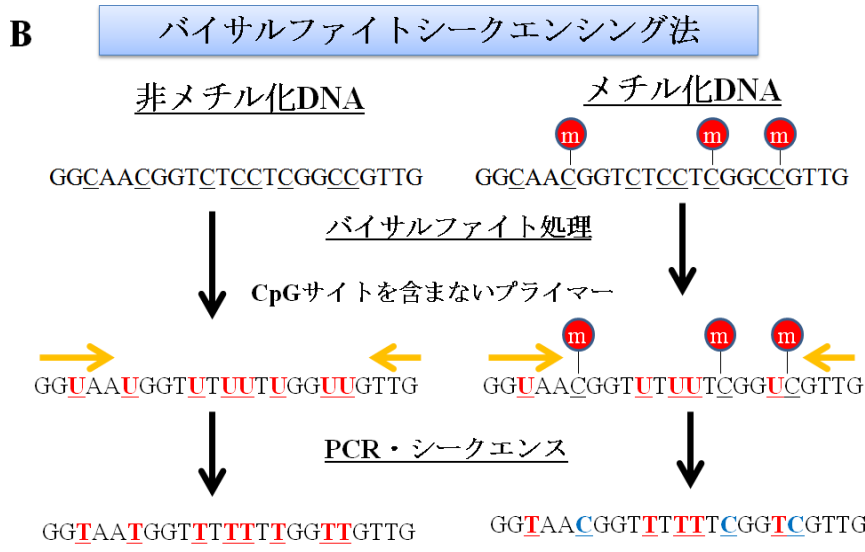 B
バイサルファイトシークエンシング法
非メチル化DNA
メチル化DNA
m m m
GGCAACGGTCTCCTCGGCCGTTG
GGCAACGGTCTCCTCGGCCGTTG
バイサルファイト処理
CpGサイトを含まないプライマー
m m m
GGUAAUGGTUTUUTUGGUUGTTG
GGUAACGGTUTUUTCGGUCGTTG
PCR・シークエンス
GGTAATGGTTTTTTTGGTTGTTG
GGTAACGGTTTTTTCGGTCGTTG